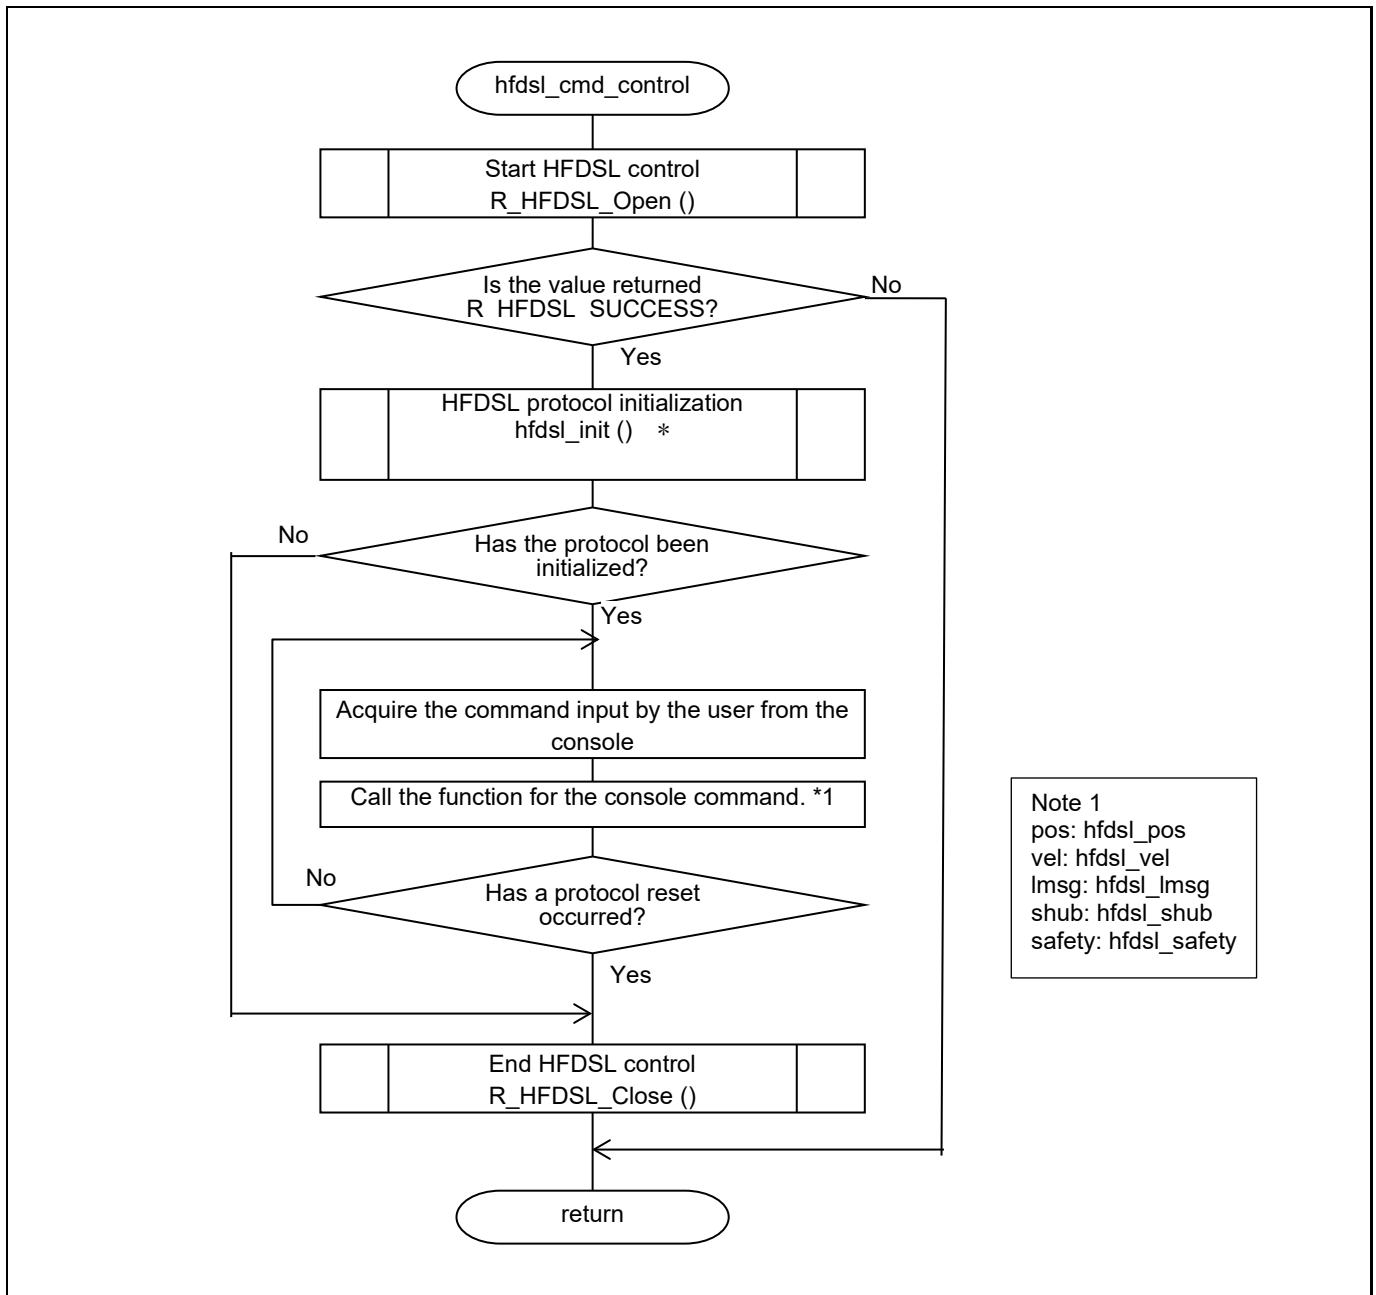 hfdsl_cmd_control
Start HFDSL control
R_HFDSL_Open ()
Is the value returned
R HFDSL SUCCESS?
No
Yes
HFDSL protocol initialization
hfdsl_init () *
No
Has the protocol been
initialized?
Yes
Acquire the command input by the user from the
console
Call the function for the console command. *1
No
Has a protocol reset
occurred?
Yes
End HFDSL control
R_HFDSL_Close ()
return
Note 1
pos: hfdsl_pos
vel: hfdsl_vel
lmsg: hfdsl_lmsg
shub: hfdsl_shub
safety: hfdsl_safety